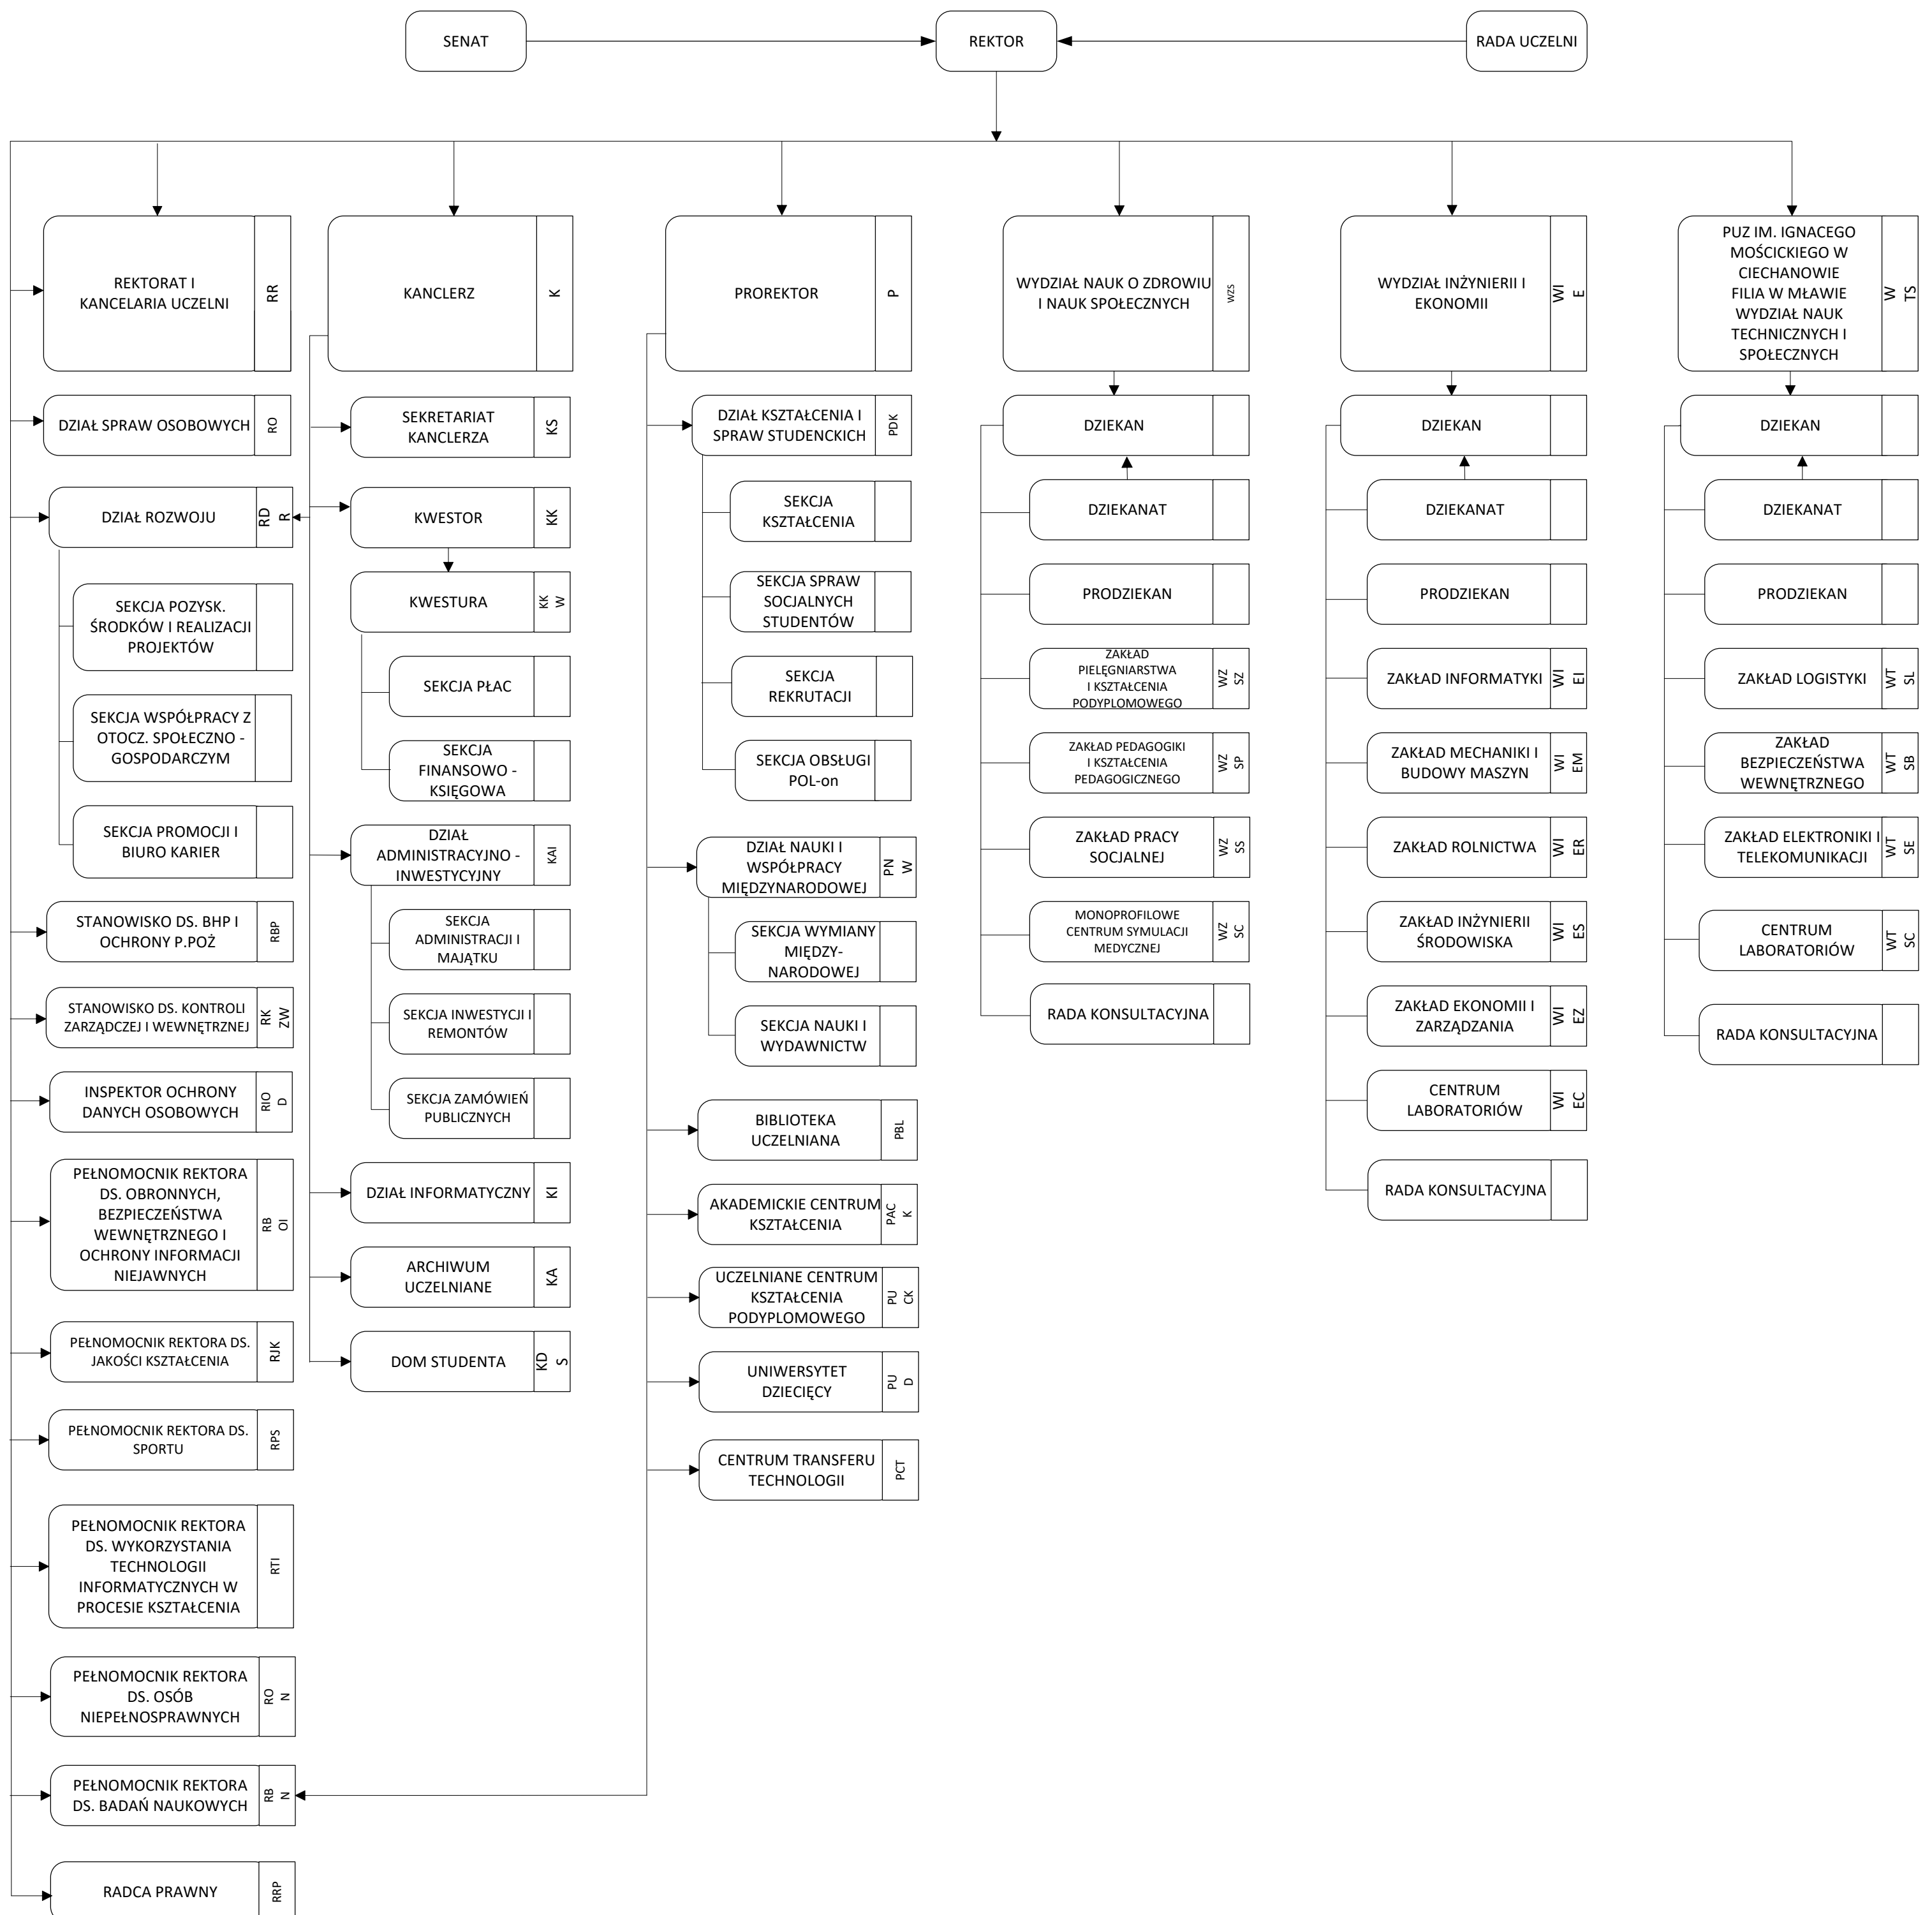 SENAT
REKTOR
RADA UCZELNI
REKTORAT I
KANCELARIA UCZELNI
RR
DZIAŁ SPRAW OSOBOWYCH
RO
DZIAŁ ROZWOJU
RD
R
SEKCJA POZYSK.
ŚRODKÓW I REALIZACJI
PROJEKTÓW
SEKCJA WSPÓŁPRACY Z
OTOCZ. SPOŁECZNO -
GOSPODARCZYM
SEKCJA PROMOCJI I
BIURO KARIER
STANOWISKO DS. BHP I
OCHRONY P.POŻ
RBP
STANOWISKO DS. KONTROLI
ZARZĄDCZEJ I WEWNĘTRZNEJ
RK
ZW
INSPEKTOR OCHRONY
DANYCH OSOBOWYCH
RIO
D
PEŁNOMOCNIK REKTORA
DS. OBRONNYCH,
BEZPIECZEŃSTWA
WEWNĘTRZNEGO I
OCHRONY INFORMACJI
NIEJAWNYCH
RB
OI
PEŁNOMOCNIK REKTORA DS.
JAKOŚCI KSZTAŁCENIA
RJK
PEŁNOMOCNIK REKTORA DS.
SPORTU
RPS
PEŁNOMOCNIK REKTORA
DS. WYKORZYSTANIA
TECHNOLOGII
INFORMATYCZNYCH W
PROCESIE KSZTAŁCENIA
RTI
PEŁNOMOCNIK REKTORA
DS. OSÓB
NIEPEŁNOSPRAWNYCH
RO
N
PEŁNOMOCNIK REKTORA
DS. BADAŃ NAUKOWYCH
RB
N
RADCA PRAWNY
RRP
KANCLERZ
K
SEKRETARIAT
KANCLERZA
KS
KWESTOR
KK
KWESTURA
KK
W
SEKCJA PŁAC
SEKCJA
FINANSOWO -
KSIĘGOWA
DZIAŁ
ADMINISTRACYJNO -
INWESTYCYJNY
KAI
SEKCJA
ADMINISTRACJI I
MAJĄTKU
SEKCJA INWESTYCJI I
REMONTÓW
SEKCJA ZAMÓWIEŃ
PUBLICZNYCH
DZIAŁ INFORMATYCZNY
KI
ARCHIWUM
UCZELNIANE
KA
DOM STUDENTA
KD
S
PROREKTOR
P
DZIAŁ KSZTAŁCENIA I
SPRAW STUDENCKICH
PDK
SEKCJA
KSZTAŁCENIA
SEKCJA SPRAW
SOCJALNYCH
STUDENTÓW
SEKCJA
REKRUTACJI
SEKCJA OBSŁUGI
POL-on
DZIAŁ NAUKI I
WSPÓŁPRACY
MIĘDZYNARODOWEJ
PN
W
SEKCJA WYMIANY
MIĘDZY-
NARODOWEJ
SEKCJA NAUKI I
WYDAWNICTW
BIBLIOTEKA
UCZELNIANA
PBL
AKADEMICKIE CENTRUM
KSZTAŁCENIA
PAC
K
UCZELNIANE CENTRUM
KSZTAŁCENIA
PODYPLOMOWEGO
PU
CK
UNIWERSYTET
DZIECIĘCY
PU
D
CENTRUM TRANSFERU
TECHNOLOGII
PCT
WYDZIAŁ NAUK O ZDROWIU
I NAUK SPOŁECZNYCH
WZS
DZIEKAN
DZIEKANAT
PRODZIEKAN
ZAKŁAD
PIELĘGNIARSTWA
I KSZTAŁCENIA
PODYPLOMOWEGO
WZ
SZ
ZAKŁAD PEDAGOGIKI
I KSZTAŁCENIA
PEDAGOGICZNEGO
WZ
SP
ZAKŁAD PRACY
SOCJALNEJ
WZ
SS
MONOPROFILOWE
CENTRUM SYMULACJI
MEDYCZNEJ
WZ
SC
RADA KONSULTACYJNA
WYDZIAŁ INŻYNIERII I
EKONOMII
WI
E
DZIEKAN
DZIEKANAT
PRODZIEKAN
ZAKŁAD INFORMATYKI
WI
EI
ZAKŁAD MECHANIKI I
BUDOWY MASZYN
WI
EM
ZAKŁAD ROLNICTWA
WI
ER
ZAKŁAD INŻYNIERII
ŚRODOWISKA
WI
ES
ZAKŁAD EKONOMII I
ZARZĄDZANIA
WI
EZ
CENTRUM
LABORATORIÓW
WI
EC
RADA KONSULTACYJNA
PUZ IM. IGNACEGO
MOŚCICKIEGO W
CIECHANOWIE
FILIA W MŁAWIE
WYDZIAŁ NAUK
TECHNICZNYCH I
SPOŁECZNYCH
W
TS
DZIEKAN
DZIEKANAT
PRODZIEKAN
ZAKŁAD LOGISTYKI
WT
SL
ZAKŁAD
BEZPIECZEŃSTWA
WEWNĘTRZNEGO
WT
SB
ZAKŁAD ELEKTRONIKI I
TELEKOMUNIKACJI
WT
SE
CENTRUM
LABORATORIÓW
WT
SC
RADA KONSULTACYJNA